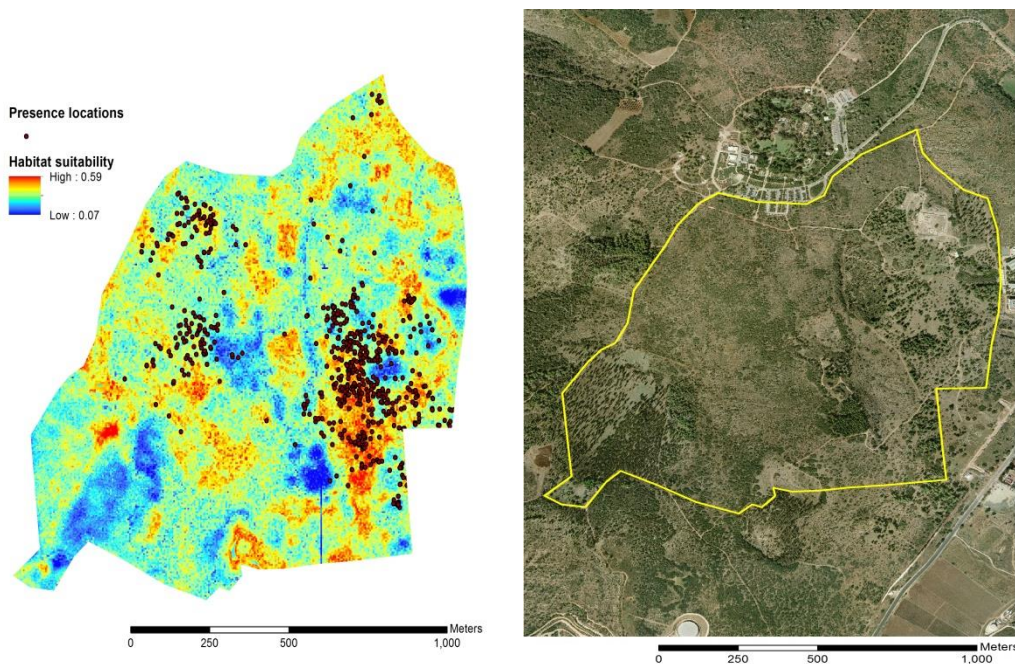 Presence locations
Habitat suitability
High : 0.59
Low : 0.07
Meters
0 250 500 1,000
Meters
0 250 500 1,000